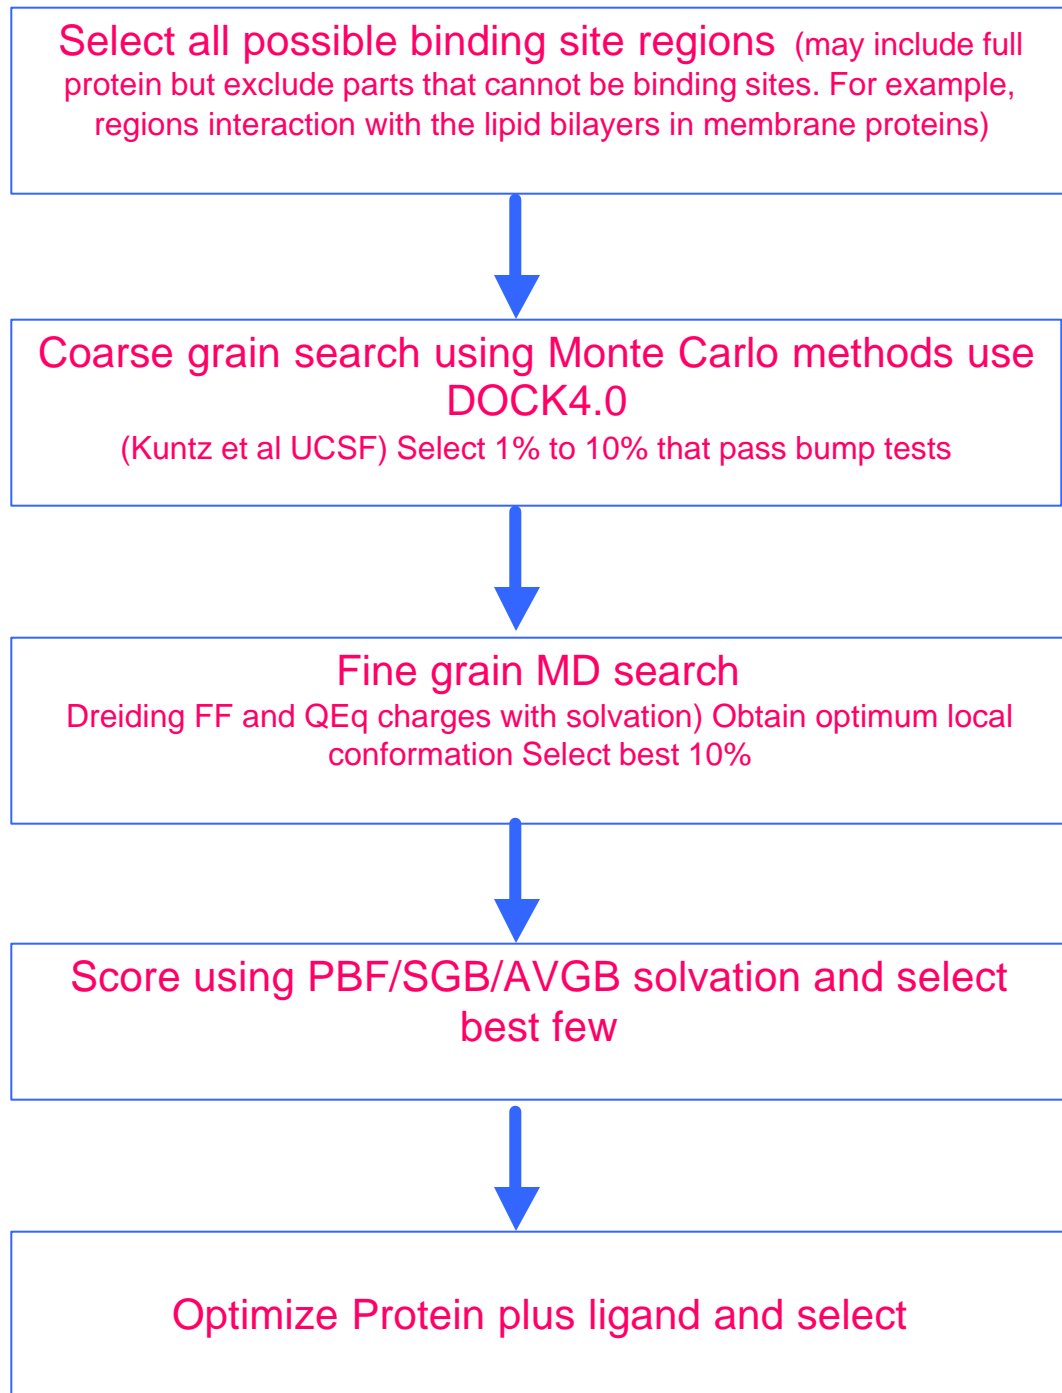 Select all possible binding site regions (may include full
protein but exclude parts that cannot be binding sites. For example,
regions interaction with the lipid bilayers in membrane proteins)
Coarse grain search using Monte Carlo methods use
DOCK4.0
(Kuntz et al UCSF) Select 1% to 10% that pass bump tests
Fine grain MD search
Dreiding FF and QEq charges with solvation) Obtain optimum local
conformation Select best 10%
Score using PBF/SGB/AVGB solvation and select
best few
Optimize Protein plus ligand and select